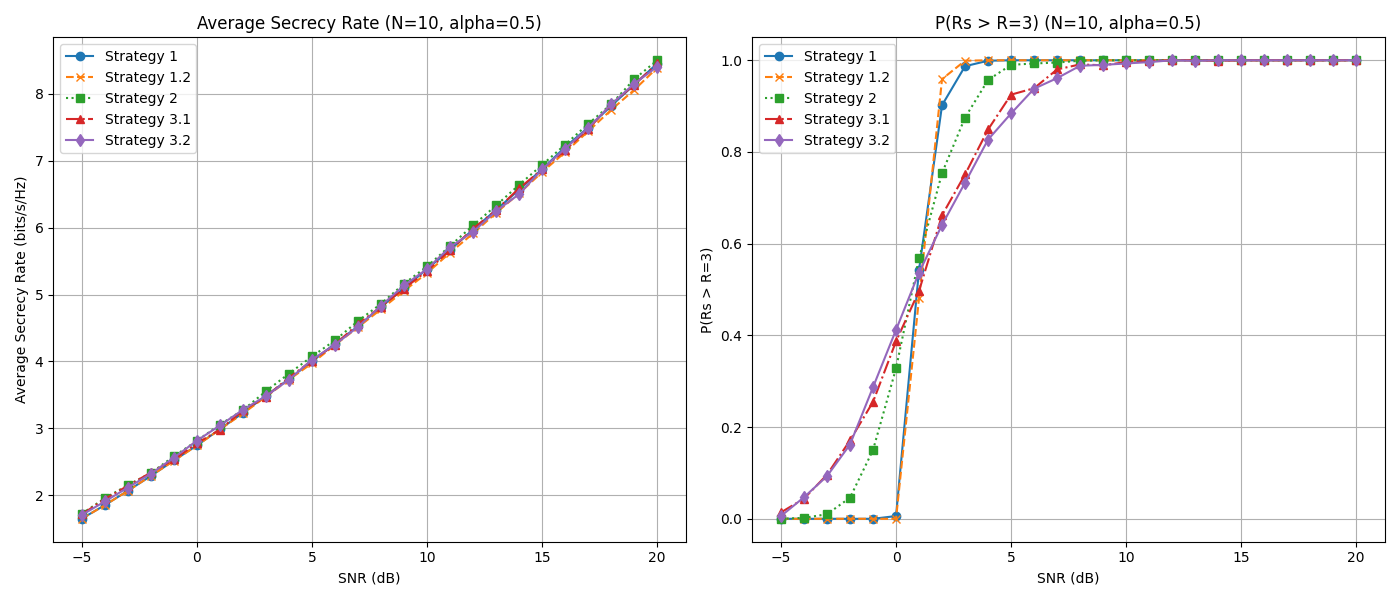 Average Secrecy Rate (N=10, alpha=0.5)
Strategy 1
Strategy 1.2
Strategy 2
Strategy 3.1
Strategy 3.2
Average Secrecy Rate (bits/s/Hz)
8
7
6
5
4
3
2
−5
0
5
10
15
20
SNR (dB)
P(Rs > R=3) (N=10, alpha=0.5)
Strategy 1
Strategy 1.2
Strategy 2
Strategy 3.1
Strategy 3.2
P(Rs > R=3)
1.0
0.8
0.6
0.4
0.2
0.0
−5
0
5
10
15
20
SNR (dB)